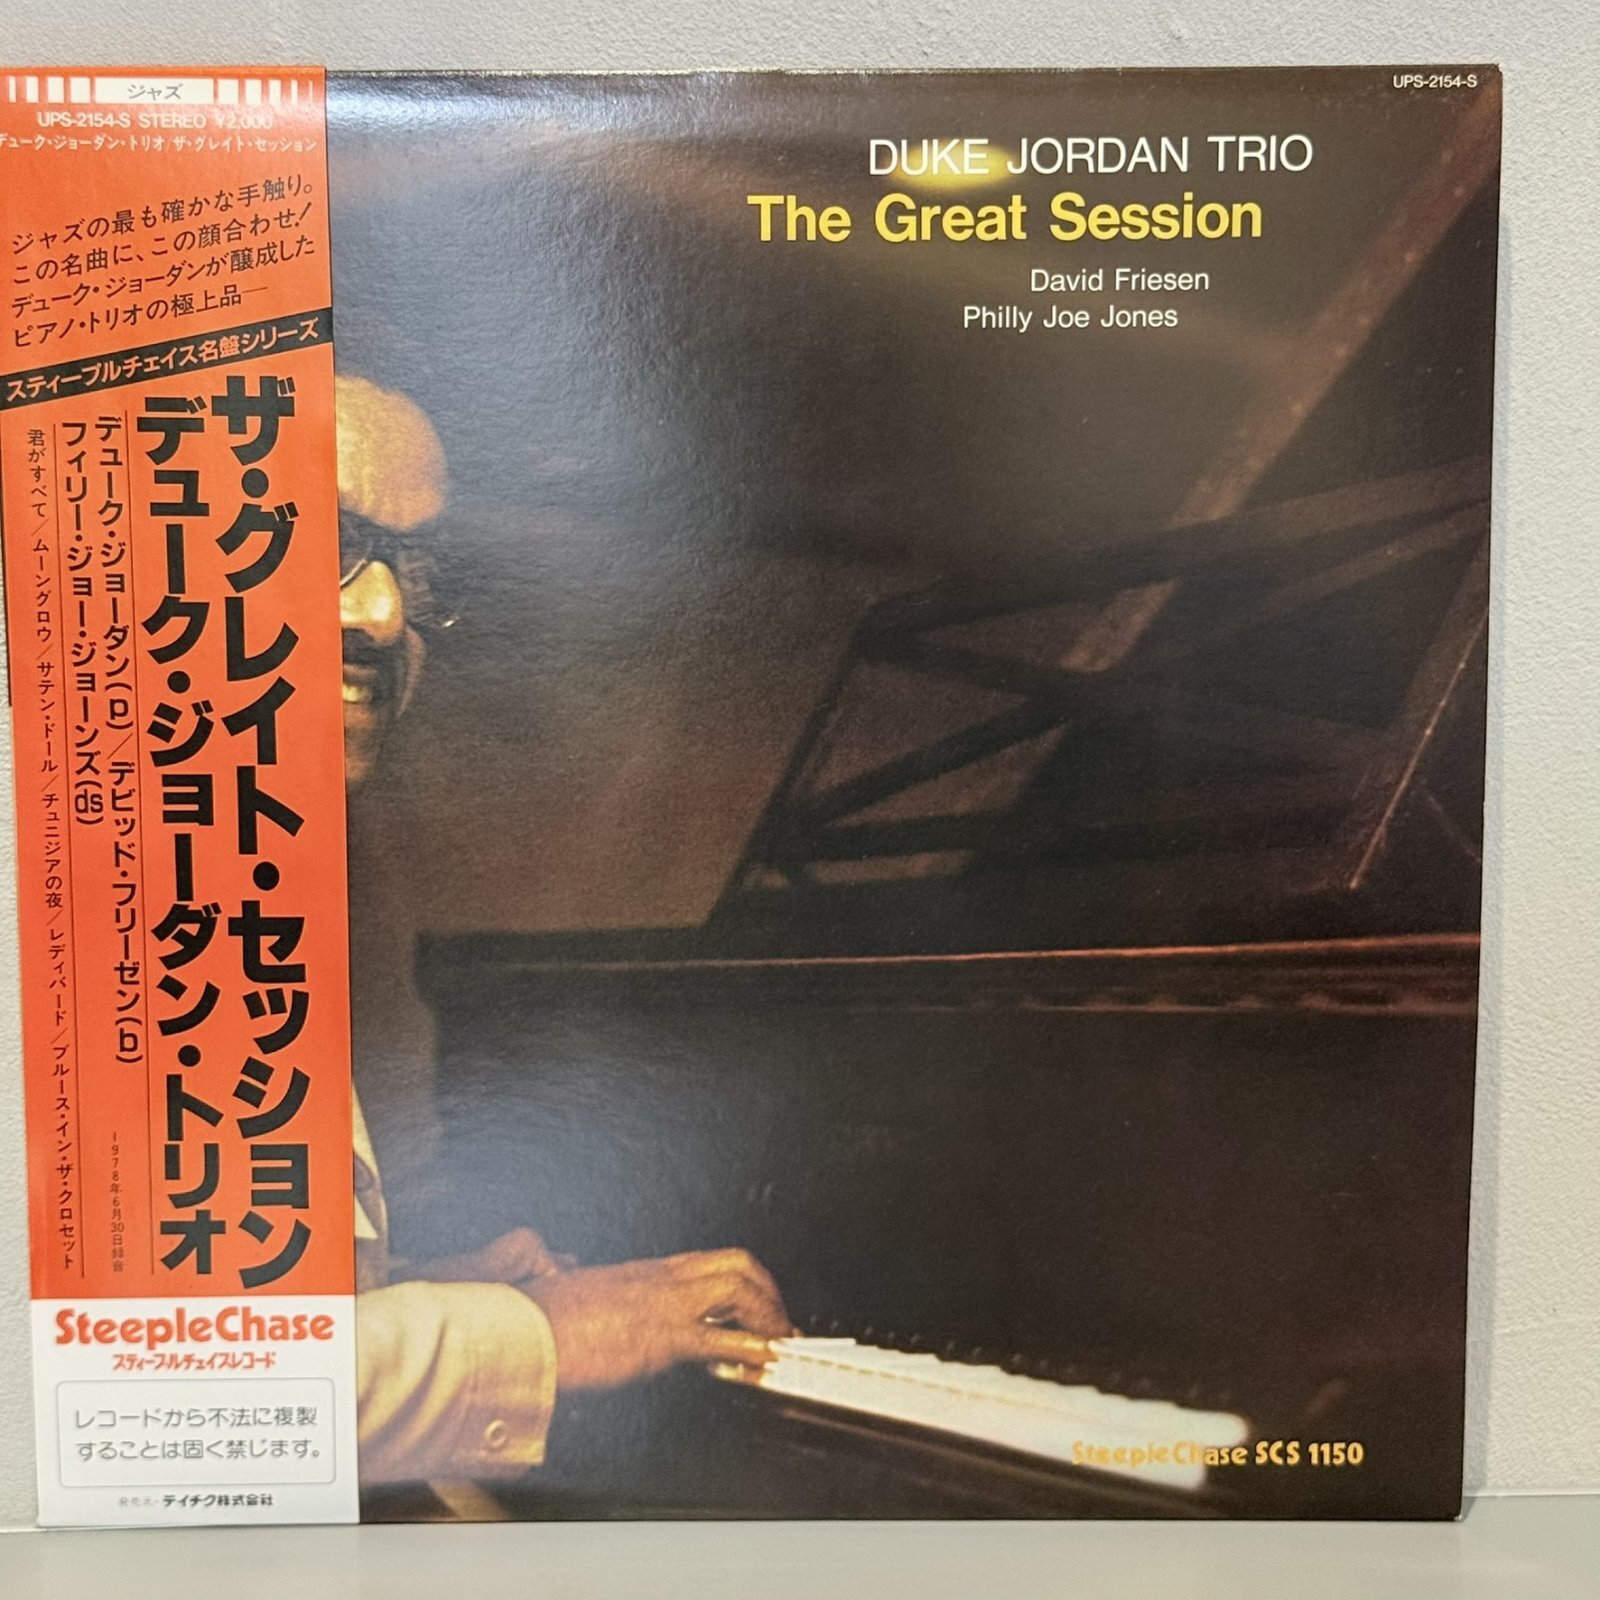 ジャズ
UPS-2154-S STEREO ¥2,000
デューク・ジョーダン・トリオ/ザ・グレイト・セッション
ジャズの最も確かな手触り。
この名曲に、この顔合わせ!
デューク・ジョーダンが醸成した
ピアノ・トリオの極上品—
スティープルチェイス名盤シリーズ
ザ・グレイト・セッション
デューク・ジョーダン・トリオ
デューク・ジョーダン(p)/デビッド・フリーゼン(b)
フィリー・ジョー・ジョーンズ(ds)
1978年6月30日録音
君がすべて/ムーングロウ/サテン・ドール/チュニジアの夜/レディバード/ブルース・イン・ザ・クロセット
SteepleChase
スティープルチェイスレコード
レコードから不法に複製
することは固く禁じます。
発売元・テイチク株式会社
UPS-2154-S
DUKE JORDAN TRIO
The Great Session
David Friesen
Philly Joe Jones
SteepleChase SCS 1150